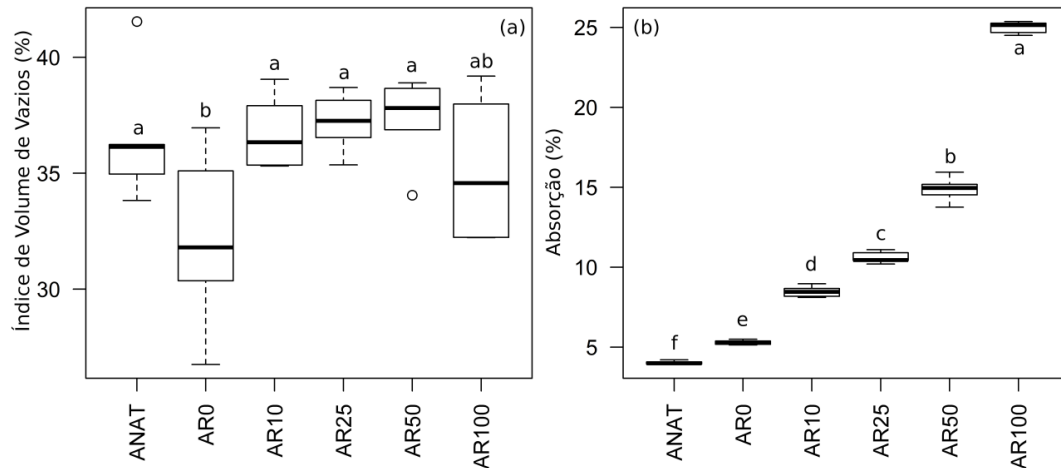 Índice de Volume de Vazios (%)
40
35
30
(a)
a
b
a
a
a
ab
ANAT
AR0
AR10
AR25
AR50
AR100
Absorção (%)
25
20
15
10
5
(b)
f
e
d
c
b
a
ANAT
AR0
AR10
AR25
AR50
AR100